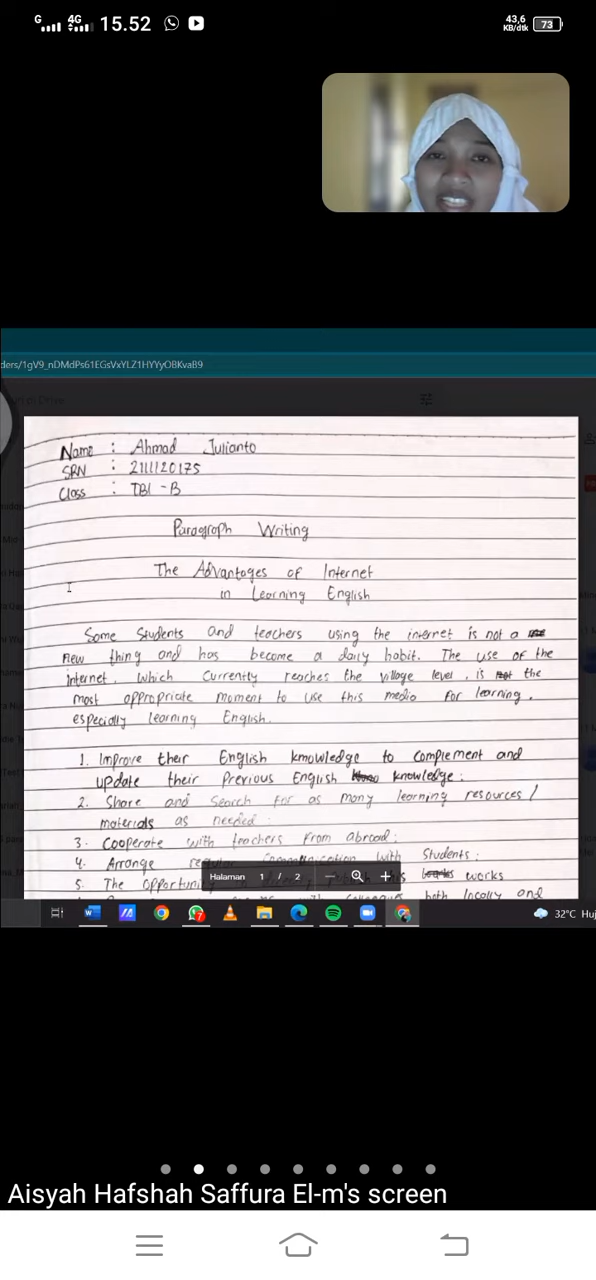 G 4G 15.52 43,6 KB/dtk 73
ders/1gV9_nDMdPs61EGsVxYLZ1HYYyOBKvaB9
Name : Ahmad Julianto
SRN : 2111120175
Class : TBI - B
Paragraph Writing
The Advantages of Internet
in Learning English
Some Students and teachers using the internet is not a
new thing and has become a daily habit. The use of the
internet, which currently reaches the village level, is the
most appropriate moment to use this media for learning,
especially learning English.
1. Improve their English knowledge to complement and
update their Previous English knowledge;
2. Share and Search for as many learning resources /
materials as needed;
3. Cooperate with teachers from abroad;
4. Arrange with Students;
5. The works
Halaman 1 2
both locally and
32°C Huj
Aisyah Hafshah Saffura El-m's screen